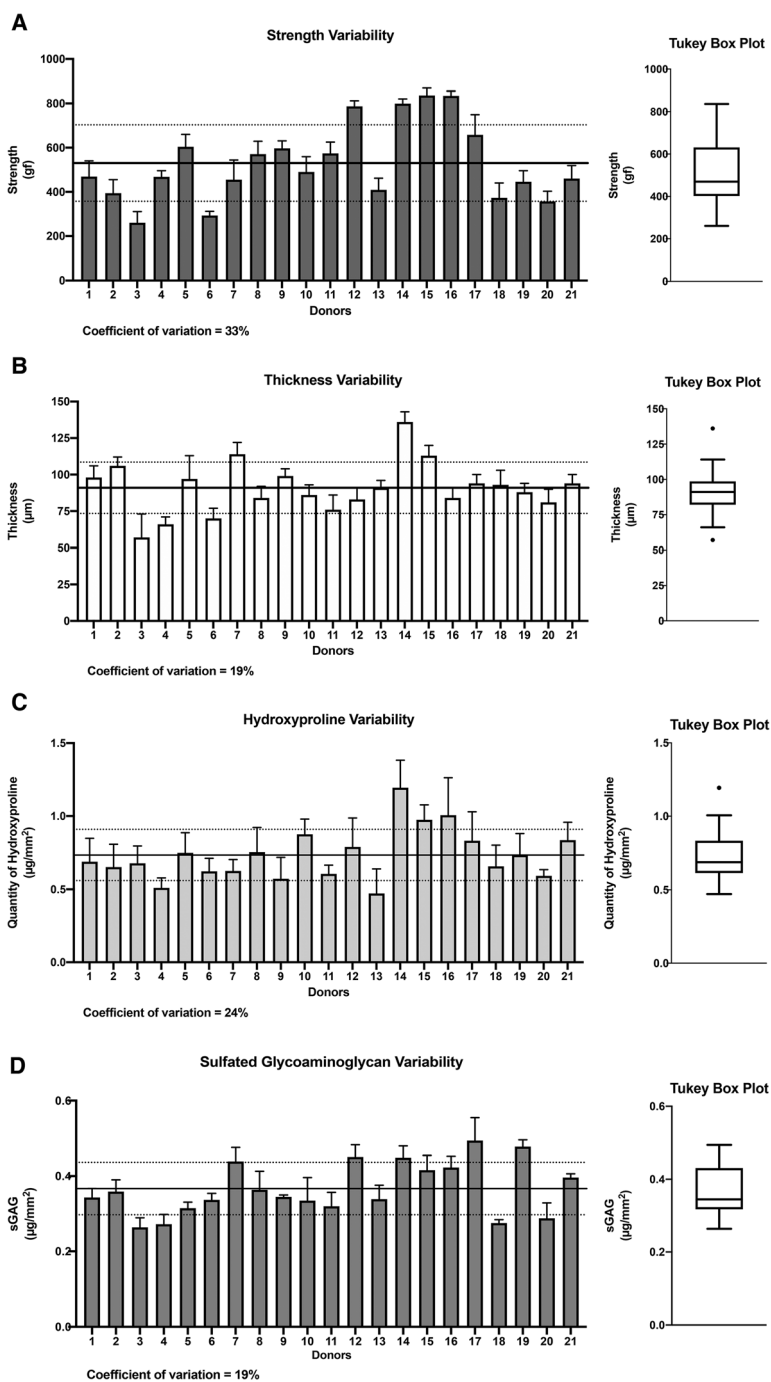 A
Strength Variability
Tukey Box Plot
Strength
(gf)
1000
800
600
400
200
0
1 2 3 4 5 6 7 8 9 10 11 12 13 14 15 16 17 18 19 20 21
Donors
Coefficient of variation = 33%
Strength
(gf)
1000
800
600
400
200
0
B
Thickness Variability
Tukey Box Plot
Thickness
(µm)
150
125
100
75
50
25
0
1 2 3 4 5 6 7 8 9 10 11 12 13 14 15 16 17 18 19 20 21
Donors
Coefficient of variation = 19%
Thickness
(µm)
150
125
100
75
50
25
0
C
Hydroxyproline Variability
Tukey Box Plot
Quantity of Hydroxyproline
(µg/mm²)
1.5
1.0
0.5
0.0
1 2 3 4 5 6 7 8 9 10 11 12 13 14 15 16 17 18 19 20 21
Donors
Coefficient of variation = 24%
Quantity of Hydroxyproline
(µg/mm²)
1.5
1.0
0.5
0.0
D
Sulfated Glycoaminoglycan Variability
Tukey Box Plot
sGAG
(µg/mm²)
0.6
0.4
0.2
0.0
1 2 3 4 5 6 7 8 9 10 11 12 13 14 15 16 17 18 19 20 21
Donors
Coefficient of variation = 19%
sGAG
(µg/mm²)
0.6
0.4
0.2
0.0